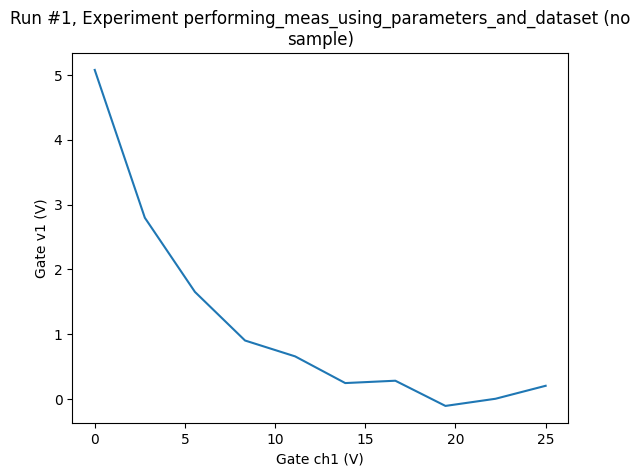 Run #1, Experiment performing_meas_using_parameters_and_dataset (no
sample)
5
4
3
2
1
0
Gate v1 (V)
0 5 10 15 20 25
Gate ch1 (V)